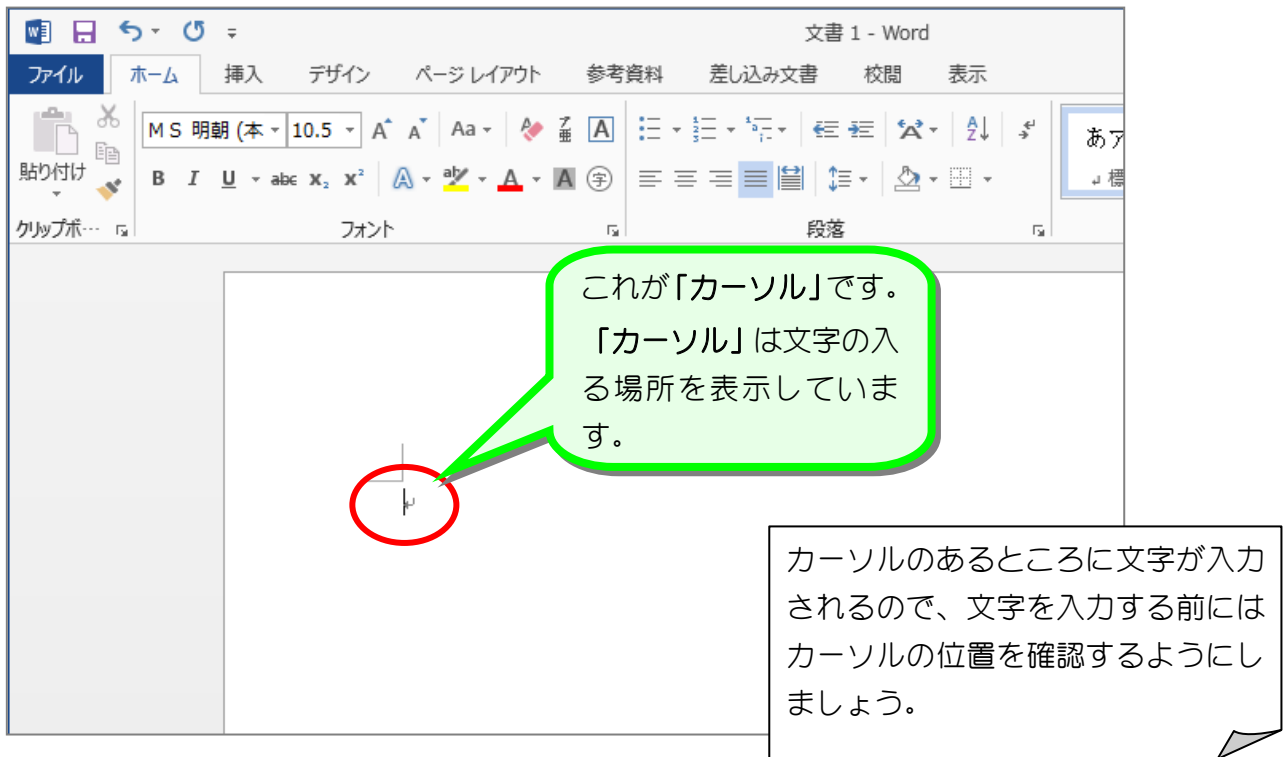 文書 1 - Word
ファイル ホーム 挿入 デザイン ページ レイアウト 参考資料 差し込み文書 校閲 表示
ＭＳ 明朝 (本 10.5 A A Aa ア亜 A
貼り付け
B I U abc x₂ x² A aby A A 字
あア
↲ 標
クリップボ… フォント 段落
これが「カーソル」です。
「カーソル」は文字の入
る場所を表示していま
す。
カーソルのあるところに文字が入力
されるので、文字を入力する前には
カーソルの位置を確認するようにし
ましょう。